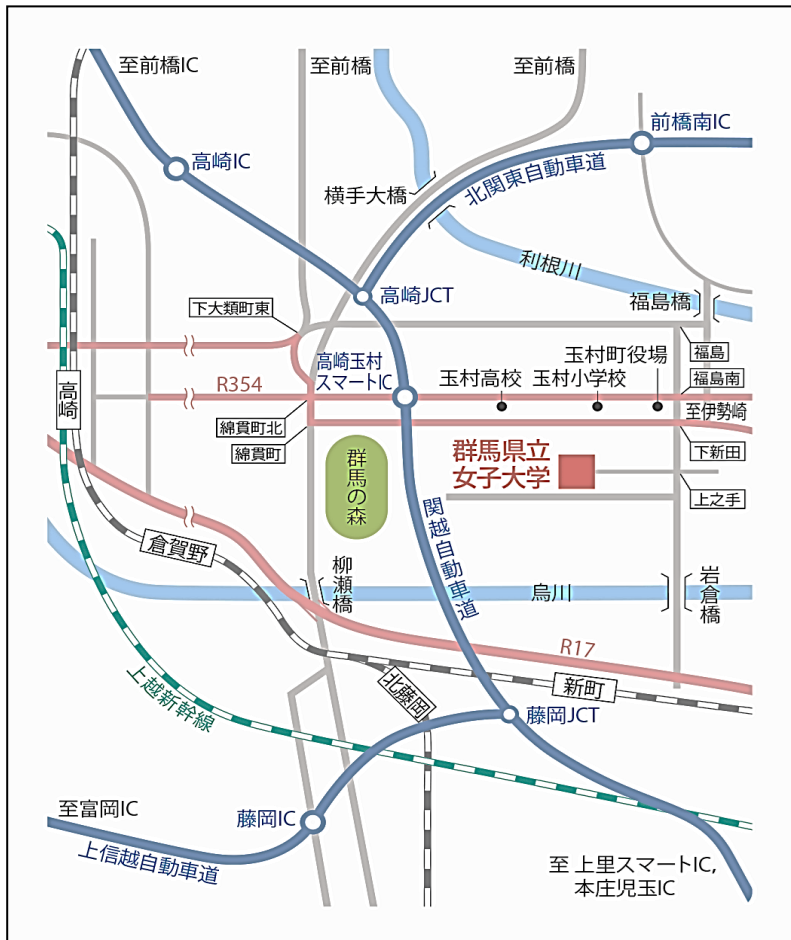 至前橋IC
至前橋
至前橋
前橋南IC
高崎IC
北関東自動車道
横手大橋
利根川
高崎JCT
福島橋
下大類町東
福島
高崎玉村
スマートIC
玉村町役場
玉村高校
玉村小学校
R354
福島南
高崎
至伊勢崎
綿貫町北
綿貫町
下新田
群馬の森
群馬県立
女子大学
上之手
関越自動車道
倉賀野
柳瀬橋
烏川
岩倉橋
R17
上越新幹線
北藤岡
新町
藤岡JCT
至富岡IC
藤岡IC
上信越自動車道
至 上里スマートIC,
本庄児玉IC